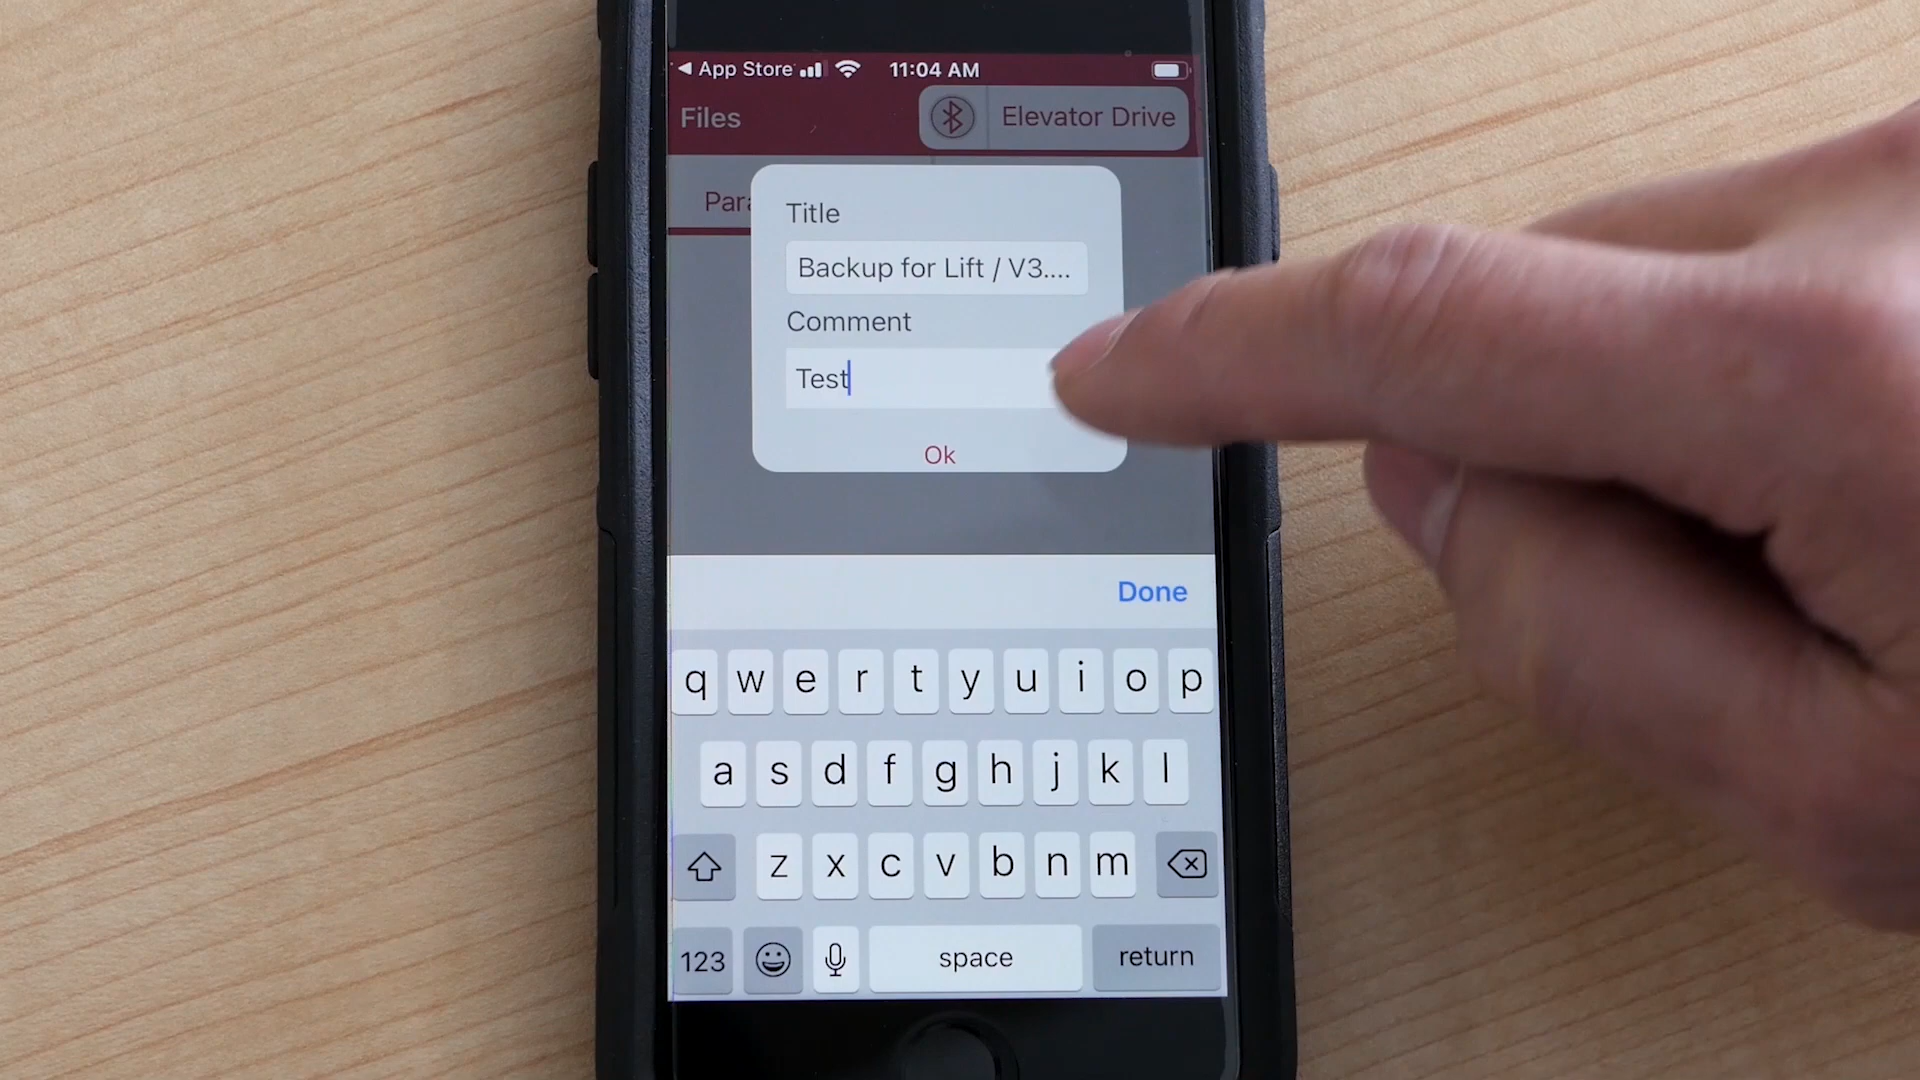 App Store 11:04 AM
Files Elevator Drive
Title
Backup for Lift / V3....
Comment
Test
Ok
Done
q w e r t y u i o p
a s d f g h j k l
z x c v b n m
123 space return